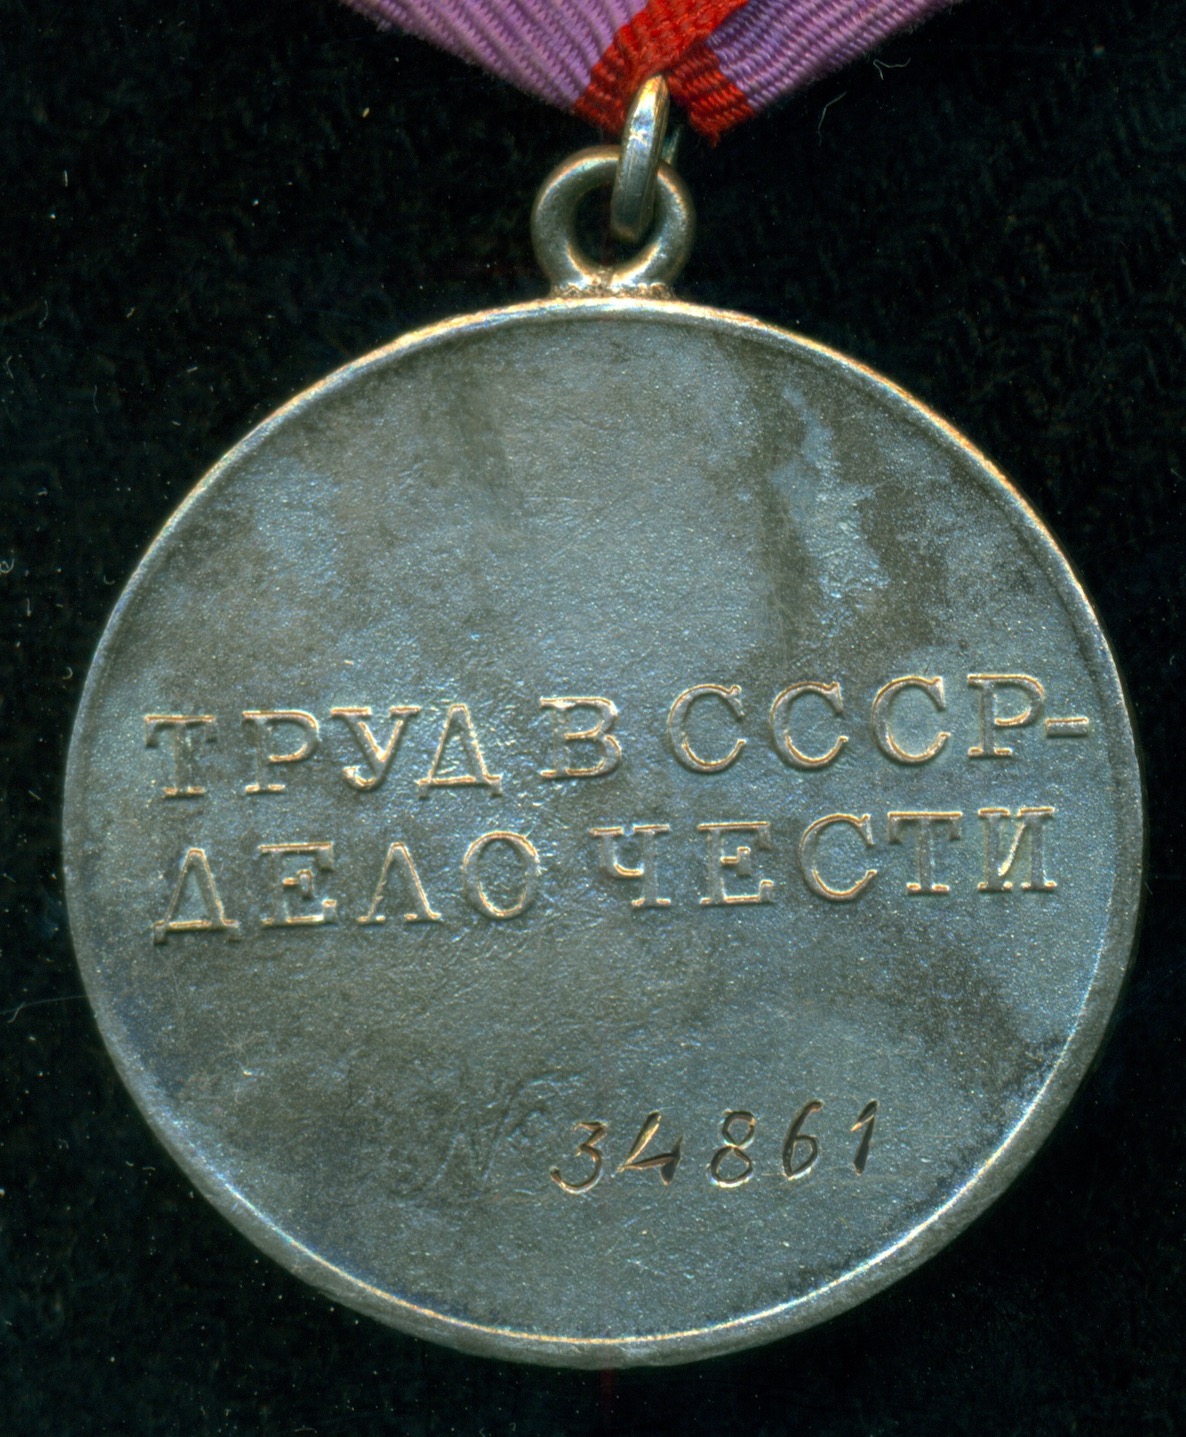 ТРУД В СССР-
ДЕЛО ЧЕСТИ
№ 34861